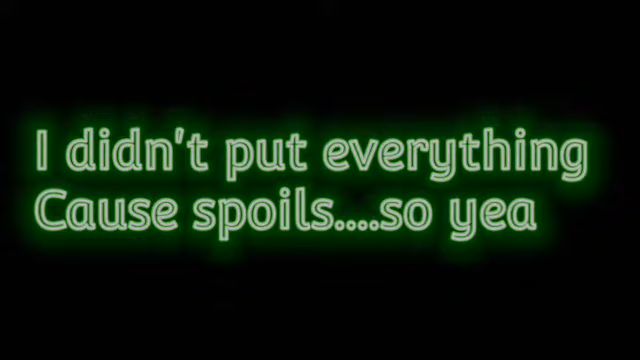 I didn't put everything
Cause spoils....so yea